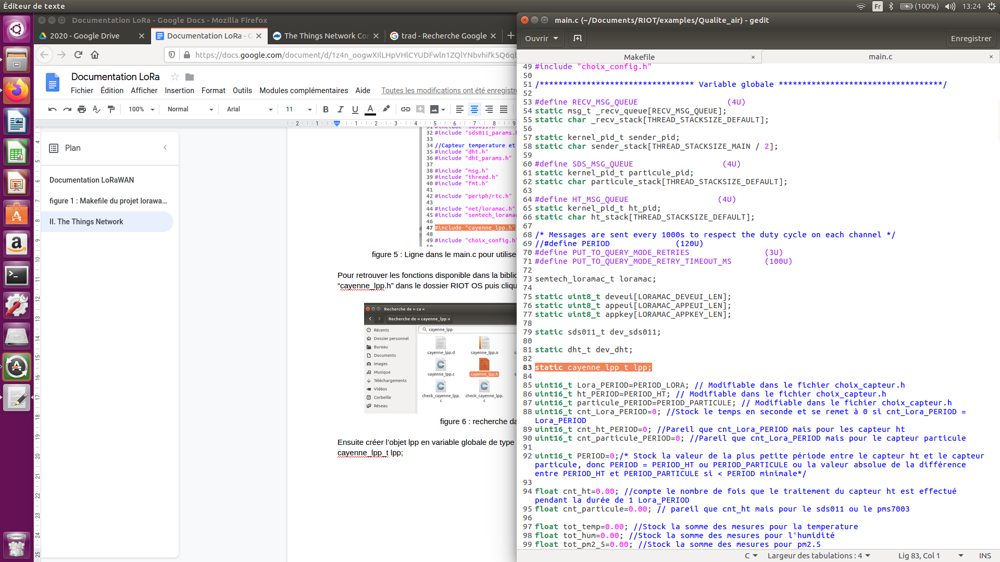 Éditeur de texte
Fr
(100%)
13:24
Documentation LoRa - Google Docs - Mozilla Firefox
2020 - Google Drive
Documentation LoRa - G
The Things Network Con
trad - Recherche Google
Documentation LoRa
Fichier Édition Afficher Insertion Format Outils Modules complémentaires Aide Toutes les modifications ont été enregistre
100% Normal Arial 11 B I U A
2 1 1 2 3 4 5 6 7 8 9
Plan
Documentation LoRaWAN
figure 1 : Makefile du projet lorawa...
II. The Things Network
31 #include "sds011.h"
32 #include "sds011_params.h
33
34 //Capteur temperature et
35 #include "dht.h"
36 #include "dht_params.h"
37
38 #include "msg.h"
39 #include "thread.h"
40 #include "fmt.h"
41
42 #include "periph/rtc.h"
43
44 #include "net/loramac.h"
45 #include "semtech_loramac
46
47 #include "cayenne_lpp.h"
48
49 #include "choix_config.h"
figure 5 : Ligne dans le main.c pour utilise
Pour retrouver les fonctions disponible dans la biblio
“cayenne_lpp.h” dans le dossier RIOT OS puis cliqu
Recherche de « ca »
Recherche de « cayenne_lpp »
cayenne_lpp
Récents
Dossier personnel
Bureau
Documents
Images
Musique
Téléchargements
Vidéos
Corbeille
Réseau
cayenne_lpp.d cayenne_lpp.o
cayenne_lpp.c cayenne_lpp.h
check_cayenne_lpp.c check_cayenne_lpp.c
figure 6 : recherche da
Ensuite créer l’objet lpp en variable globale de type
cayenne_lpp_t lpp;
main.c (~/Documents/RIOT/examples/Qualite_air) - gedit
Ouvrir Enregistrer
Makefile main.c
49 #include "choix_config.h"
50
51 /********************************* Variable globale ***********************************/
52
53 #define RECV_MSG_QUEUE (4U)
54 static msg_t _recv_queue[RECV_MSG_QUEUE];
55 static char _recv_stack[THREAD_STACKSIZE_DEFAULT];
56
57 static kernel_pid_t sender_pid;
58 static char sender_stack[THREAD_STACKSIZE_MAIN / 2];
59
60 #define SDS_MSG_QUEUE (4U)
61 static kernel_pid_t particule_pid;
62 static char particule_stack[THREAD_STACKSIZE_DEFAULT];
63
64 #define HT_MSG_QUEUE (4U)
65 static kernel_pid_t ht_pid;
66 static char ht_stack[THREAD_STACKSIZE_DEFAULT];
67
68 /* Messages are sent every 1000s to respect the duty cycle on each channel */
69 //#define PERIOD (120U)
70 #define PUT_TO_QUERY_MODE_RETRIES (3U)
71 #define PUT_TO_QUERY_MODE_RETRY_TIMEOUT_MS (100U)
72
73 semtech_loramac_t loramac;
74
75 static uint8_t deveui[LORAMAC_DEVEUI_LEN];
76 static uint8_t appeui[LORAMAC_APPEUI_LEN];
77 static uint8_t appkey[LORAMAC_APPKEY_LEN];
78
79 static sds011_t dev_sds011;
80
81 static dht_t dev_dht;
82
83 static cayenne_lpp_t lpp;
84
85 uint16_t Lora_PERIOD=PERIOD_LORA; // Modifiable dans le fichier choix_capteur.h
86 uint16_t ht_PERIOD=PERIOD_HT; // Modifiable dans le fichier choix_capteur.h
87 uint16_t particule_PERIOD=PERIOD_PARTICULE; // Modifiable dans le fichier choix_capteur.h
88 uint16_t cnt_Lora_PERIOD=0; //Stock le temps en seconde et se remet à 0 si cnt_Lora_PERIOD =
Lora_PERIOD
89 uint16_t cnt_ht_PERIOD=0; //Pareil que cnt_Lora_PERIOD mais pour les capteur ht
90 uint16_t cnt_particule_PERIOD=0; //Pareil que cnt_Lora_PERIOD mais pour le capteur particule
91
92 uint16_t PERIOD=0;/* Stock la valeur de la plus petite période entre le capteur ht et le capteur
particule, donc PERIOD = PERIOD_HT ou PERIOD_PARTICULE ou la valeur absolue de la différence
entre PERIOD_HT et PERIOD_PARTICULE si < PERIOD minimale*/
93
94 float cnt_ht=0.00; //compte le nombre de fois que le traitement du capteur ht est effectué
pendant la durée de 1 Lora_PERIOD
95 float cnt_particule=0.00; // pareil que cnt_ht mais pour le sds011 ou le pms7003
96
97 float tot_temp=0.00; //Stock la somme des mesures pour la temperature
98 float tot_hum=0.00; //Stock la somme des mesures pour l'humidité
99 float tot_pm2_5=0.00; //Stock la somme des mesures pour pm2.5
C Largeur des tabulations : 4 Lig 83, Col 1 INS